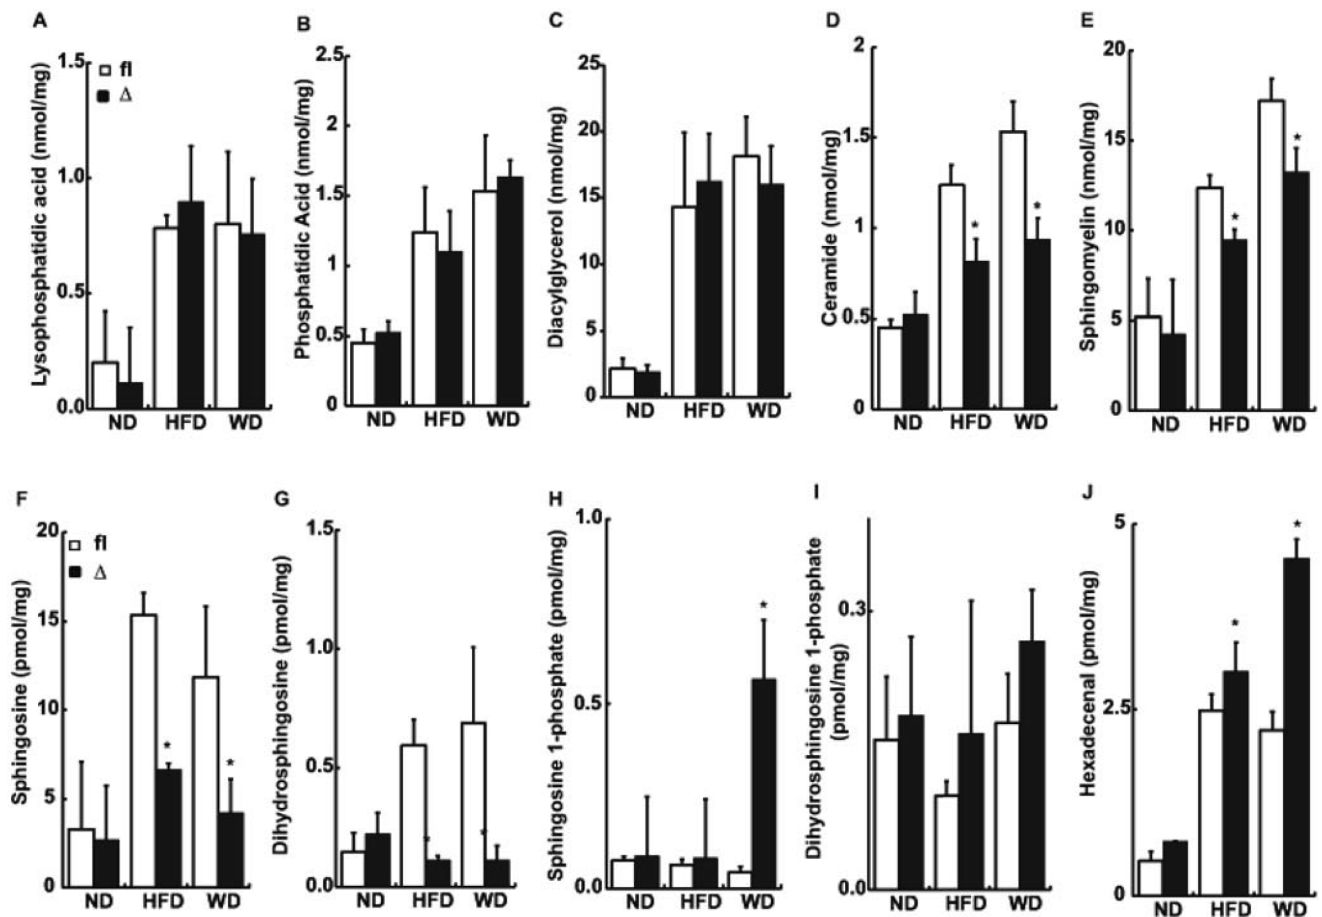 A
Lysophosphatidic acid (nmol/mg)
1.5
1.0
0.5
0.0
fl
Δ
ND HFD WD
B
Phosphatidic Acid (nmol/mg)
2.5
2
1.5
1
0.5
0
ND HFD WD
C
Diacylglycerol (nmol/mg)
25
20
15
10
5
0
ND HFD WD
D
Ceramide (nmol/mg)
2
1.5
1
0.5
0
* *
ND HFD WD
E
Sphingomyelin (nmol/mg)
20
15
10
5
0
* *
ND HFD WD
F
Sphingosine (pmol/mg)
20
15
10
5
0
fl
Δ
* *
ND HFD WD
G
Dihydrosphingosine (pmol/mg)
1.5
1.0
0.5
0.0
* *
ND HFD WD
H
Sphingosine 1-phosphate (pmol/mg)
1.0
0.5
0.0
*
ND HFD WD
I
Dihydrosphingosine 1-phosphate
(pmol/mg)
0.3
0.0
ND HFD WD
J
Hexadecenal (pmol/mg)
5
2.5
0
* *
ND HFD WD